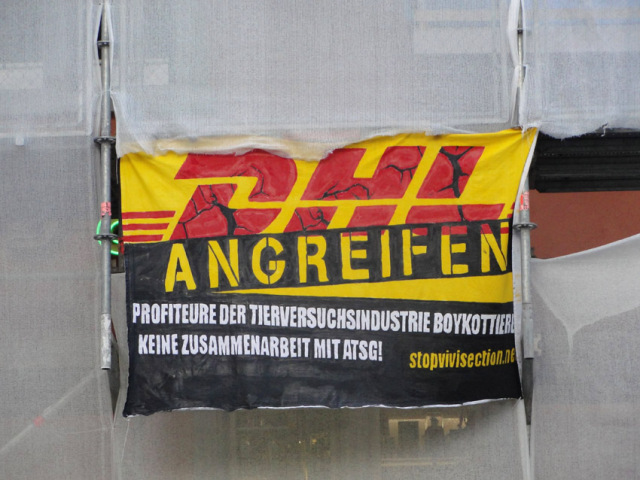 DHL
ANGREIFEN
PROFITEURE DER TIERVERSUCHSINDUSTRIE BOYKOTTIERE
KEINE ZUSAMMENARBEIT MIT ATSG!
stopvivisection.ne